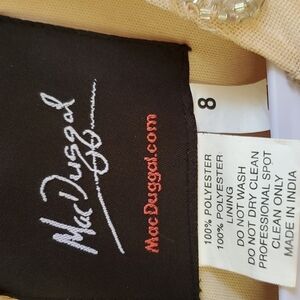 Mac Duggal
MacDuggal.com
8
100% POLYESTER
100% POLYESTER
LINING
DO NOT WASH
DO NOT DRY CLEAN
PROFESSIONAL SPOT
CLEAN ONLY
MADE IN INDIA